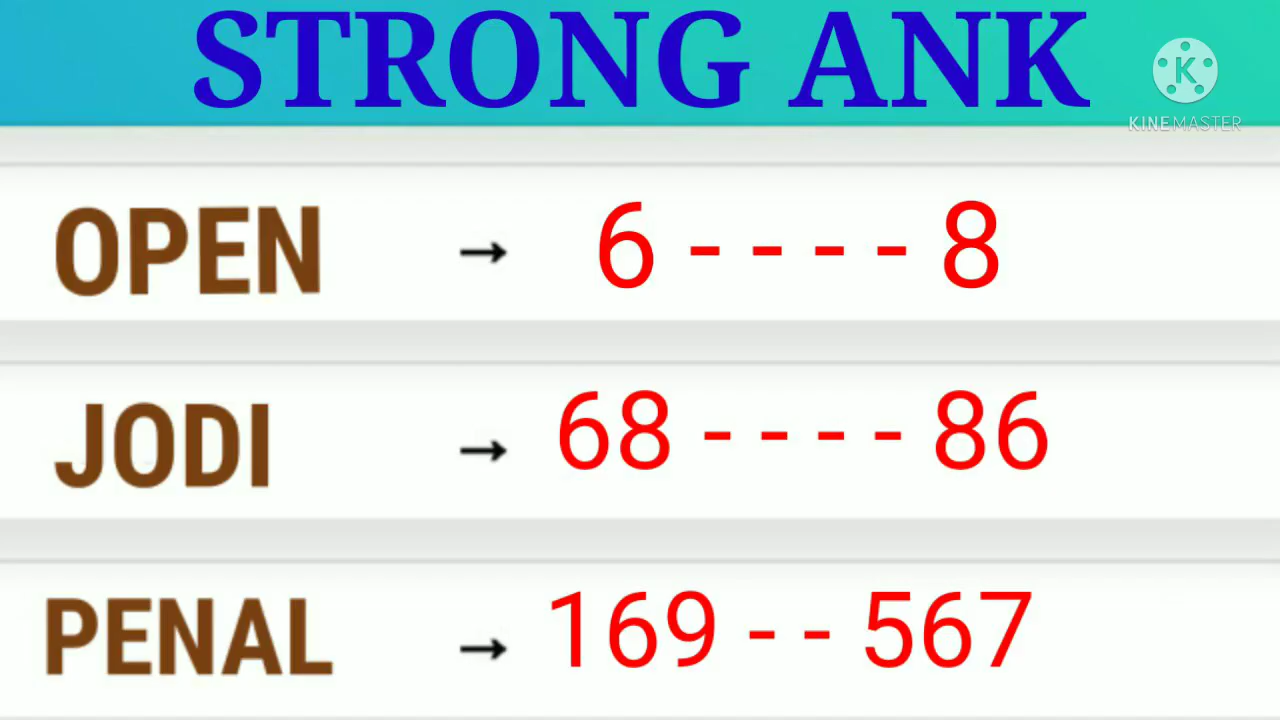 STRONG ANK
KINEMASTER
OPEN → 6 - - - - 8
JODI → 68 - - - - 86
PENAL → 169 - - 567